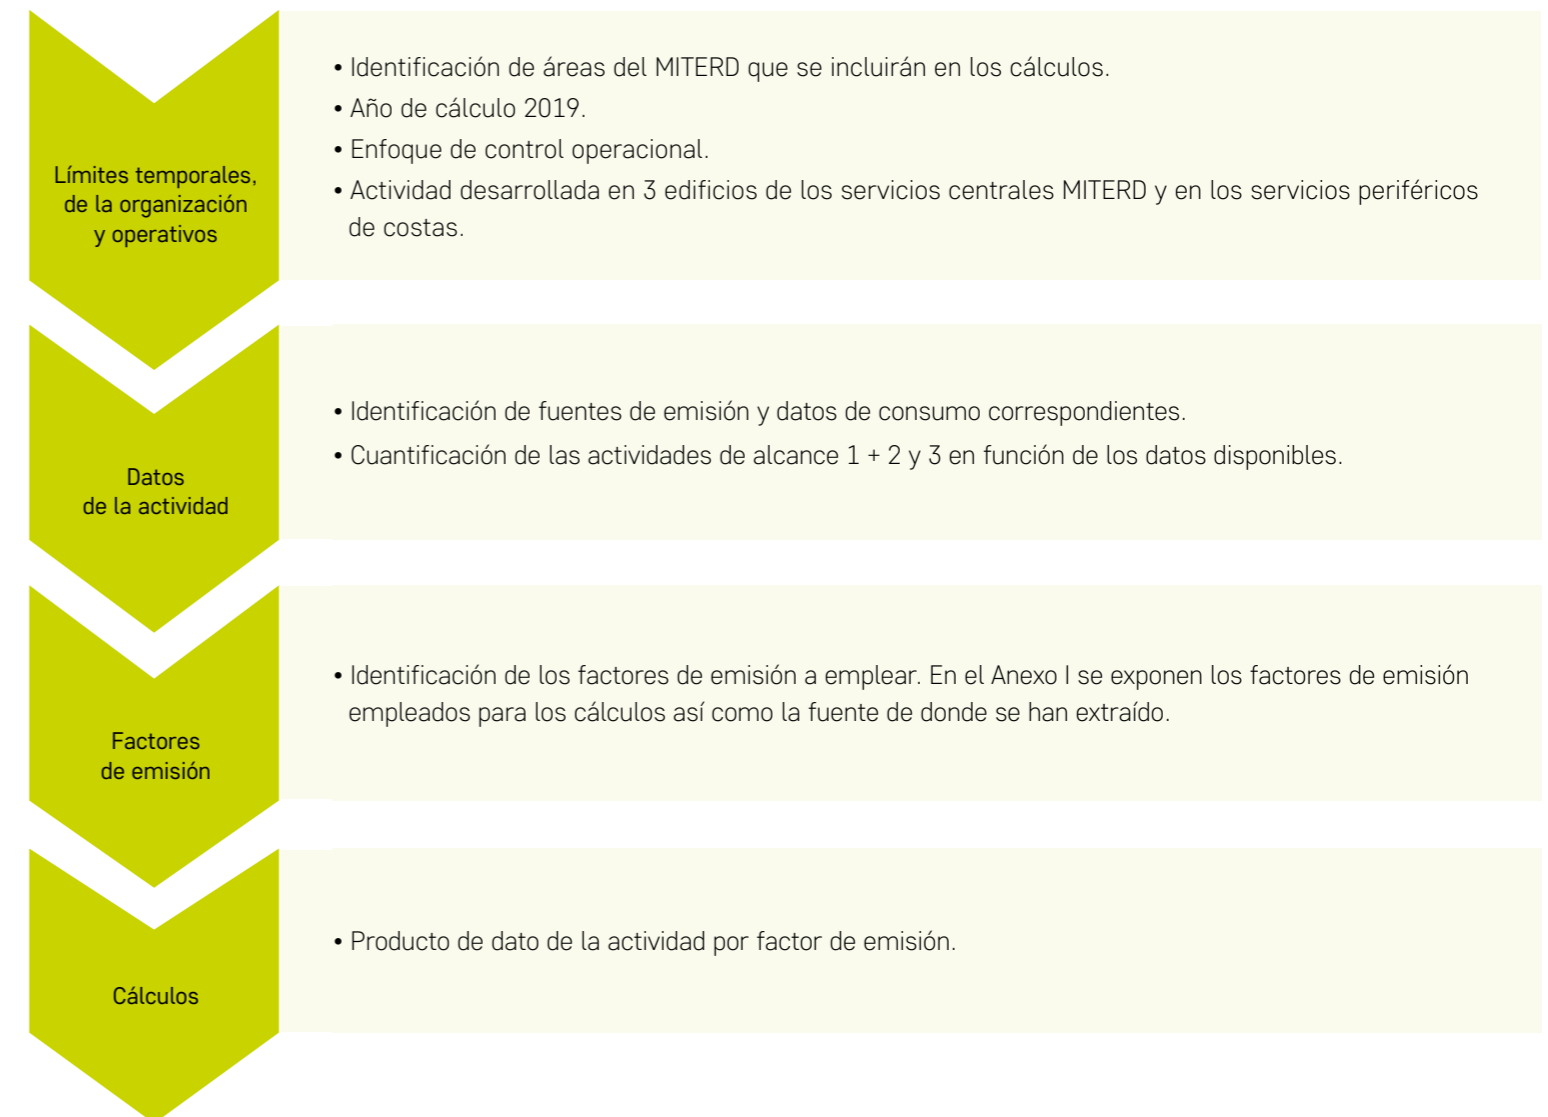 Límites temporales,
de la organización
y operativos
• Identificación de áreas del MITERD que se incluirán en los cálculos.
• Año de cálculo 2019.
• Enfoque de control operacional.
• Actividad desarrollada en 3 edificios de los servicios centrales MITERD y en los servicios periféricos
de costas.
Datos
de la actividad
• Identificación de fuentes de emisión y datos de consumo correspondientes.
• Cuantificación de las actividades de alcance 1 + 2 y 3 en función de los datos disponibles.
Factores
de emisión
• Identificación de los factores de emisión a emplear. En el Anexo I se exponen los factores de emisión
empleados para los cálculos así como la fuente de donde se han extraído.
Cálculos
• Producto de dato de la actividad por factor de emisión.